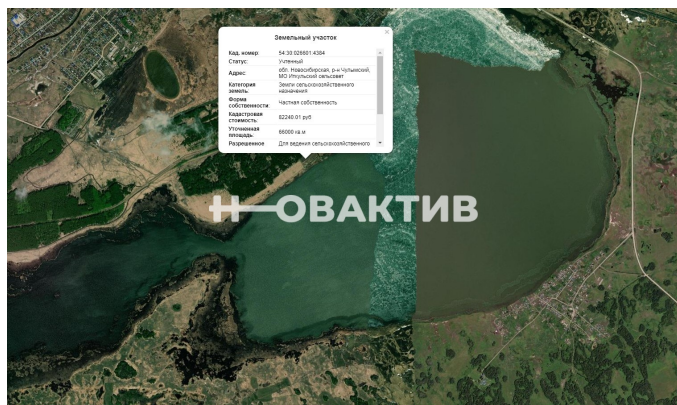 Земельный участок
Кад. номер: 54:30:026601:4384
Статус: Учтенный
Адрес: обл. Новосибирская, р-н Чулымский,
МО Иткульский сельсовет
Категория Земли сельскохозяйственного
земель: назначения
Форма
собственности: Частная собственность
Кадастровая
стоимость: 82240.01 руб
Уточненная
площадь: 66000 кв.м
Разрешенное Для ведения сельскохозяйственного
НОВАКТИВ